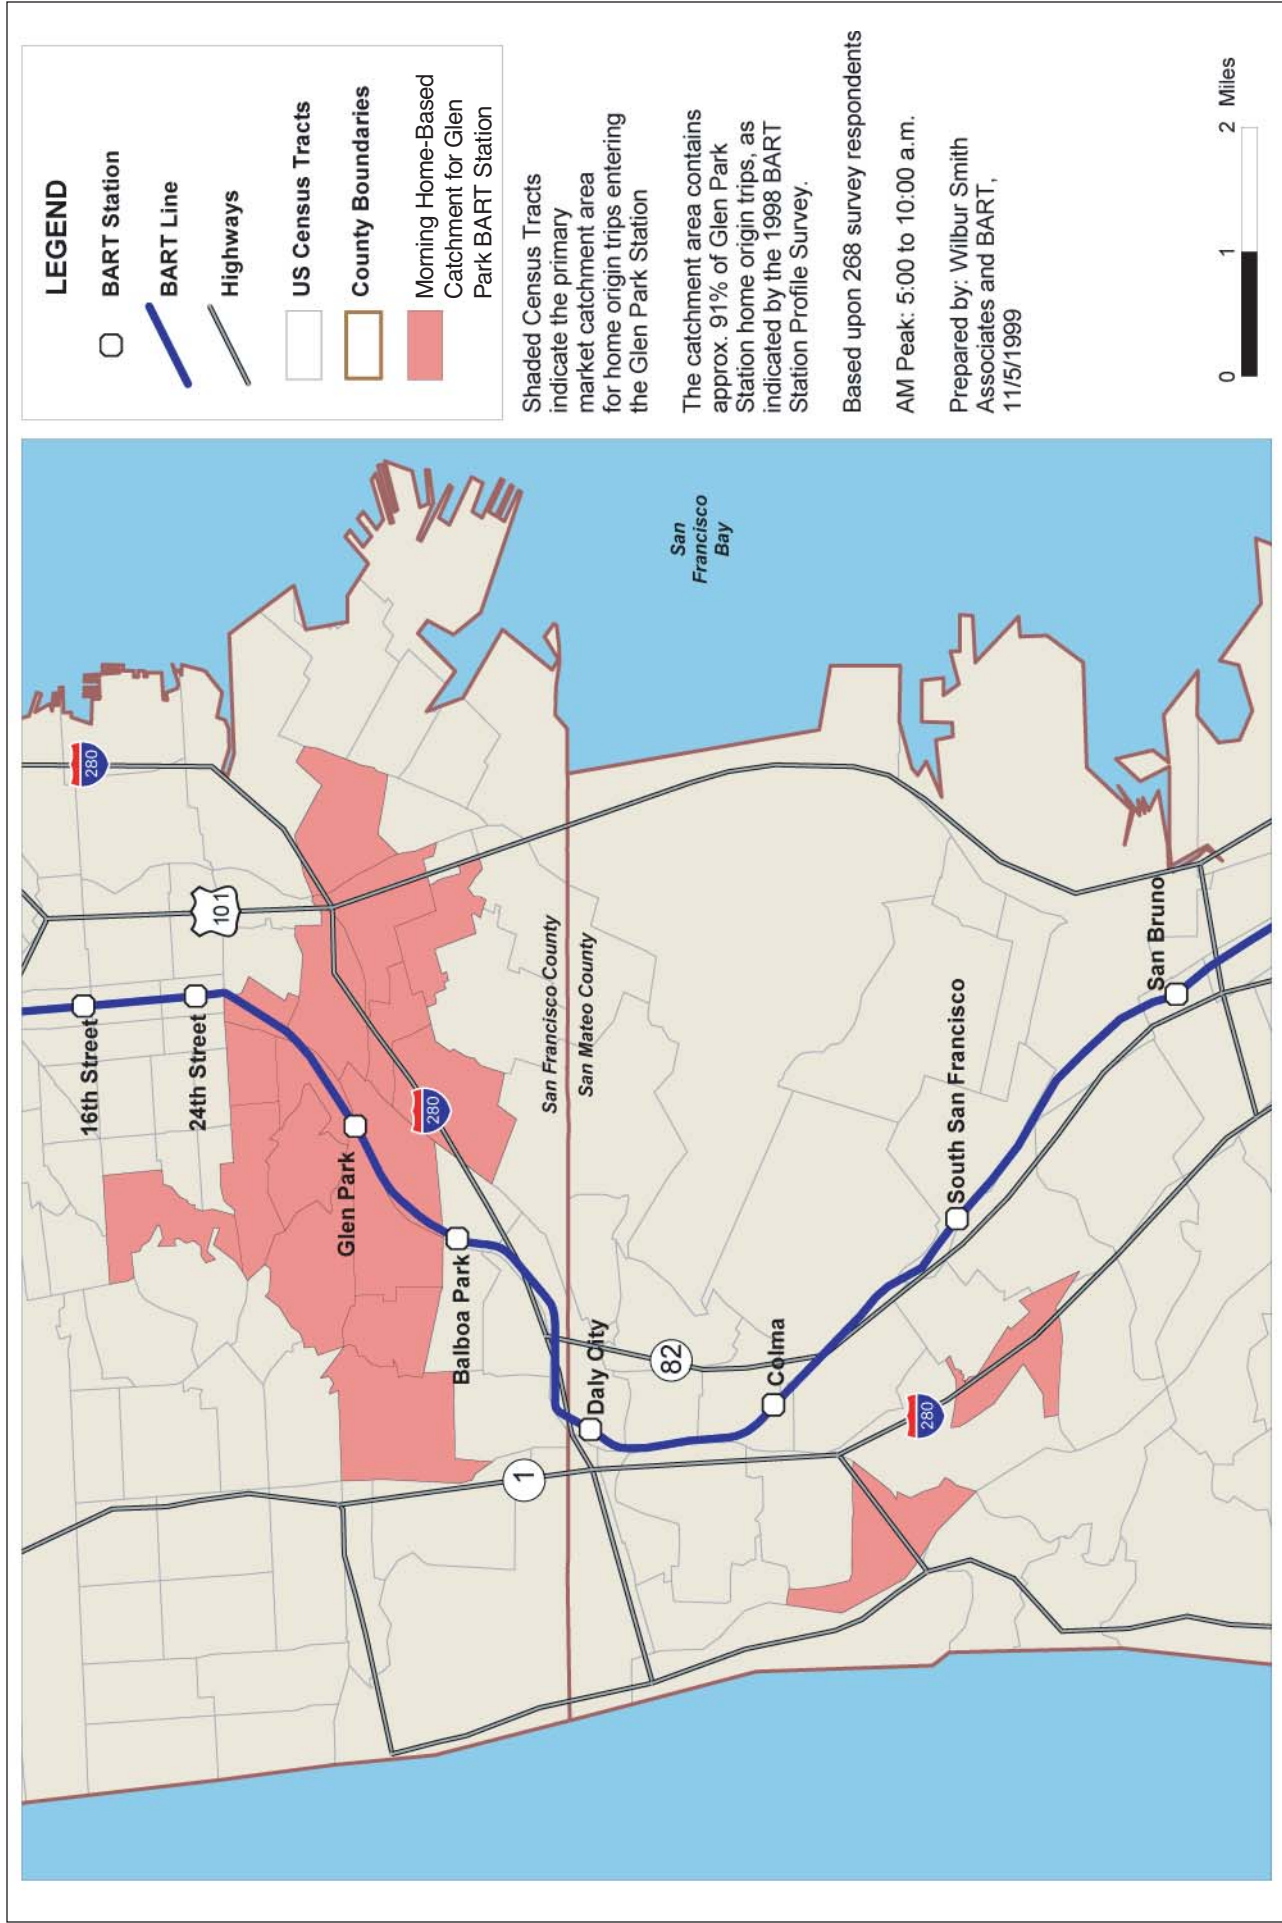 LEGEND
BART Station
BART Line
Highways
US Census Tracts
County Boundaries
Morning Home-Based
Catchment for Glen
Park BART Station
Shaded Census Tracts
indicate the primary
market catchment area
for home origin trips entering
the Glen Park Station
The catchment area contains
approx. 91% of Glen Park
Station home origin trips, as
indicated by the 1998 BART
Station Profile Survey.
Based upon 268 survey respondents
AM Peak: 5:00 to 10:00 a.m.
Prepared by: Wilbur Smith
Associates and BART,
11/5/1999
0 1 2 Miles
280
101
16th Street
24th Street
Glen Park
280
Balboa Park
San Francisco County
San Mateo County
San
Francisco
Bay
1
Daly City
82
Colma
280
South San Francisco
San Bruno